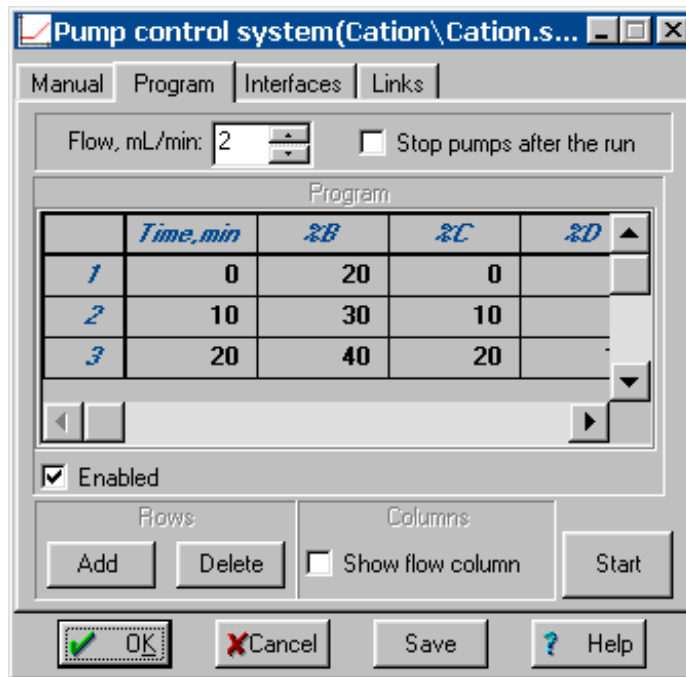 Pump control system(Cation\Cation.s...
Manual Program Interfaces Links
Flow, mL/min: 2 Stop pumps after the run
Program
Time,min %B %C %D
1 0 20 0
2 10 30 10
3 20 40 20
Enabled
Rows Columns
Add Delete Show flow column Start
OK Cancel Save ? Help